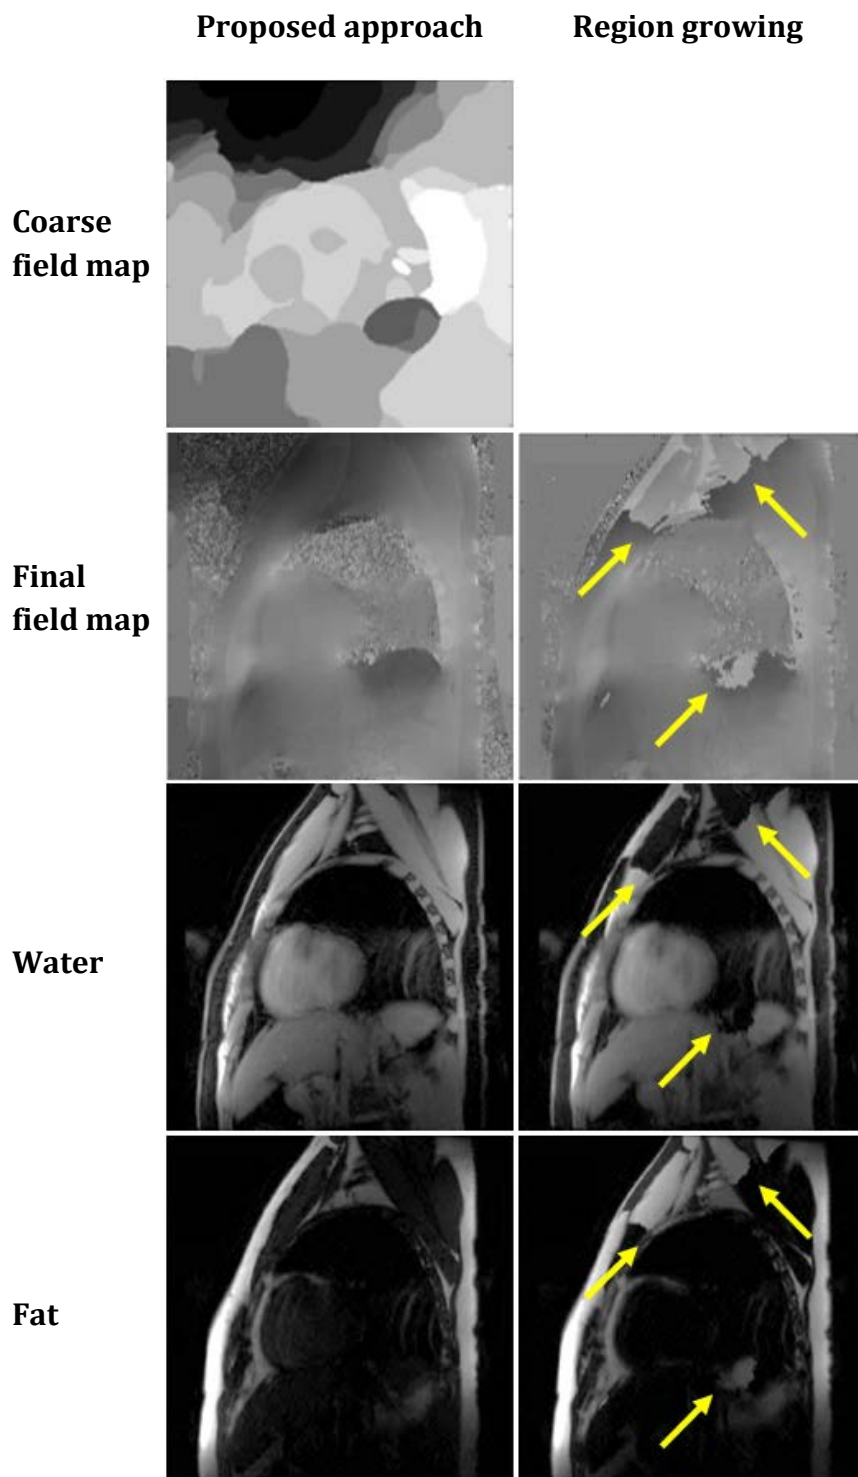 Proposed approach
Region growing
Coarse
field map
Final
field map
Water
Fat